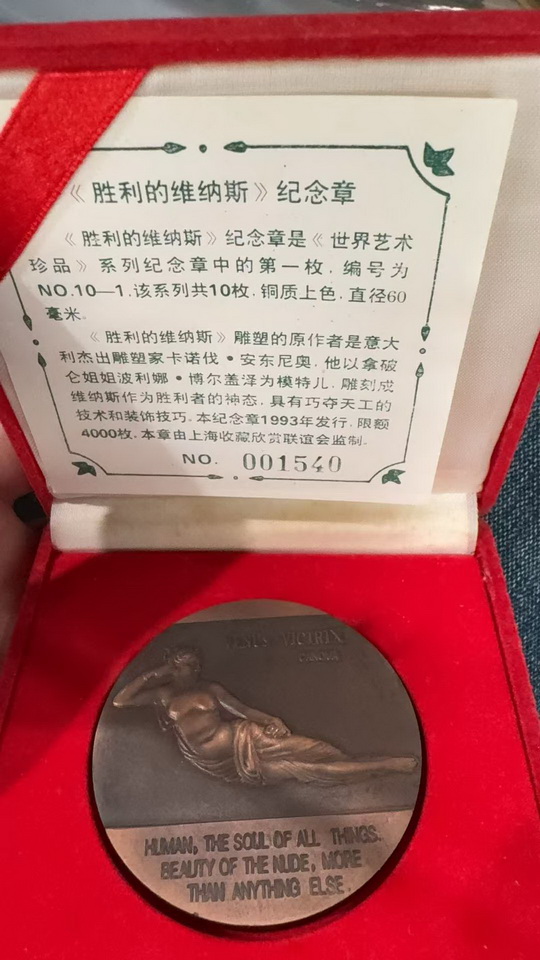 《胜利的维纳斯》纪念章
《胜利的维纳斯》纪念章是《世界艺术
珍品》系列纪念章中的第一枚．编号为
NO.10—1.该系列共10枚．铜质上色．直径60
毫米．
《胜利的维纳斯》雕塑的原作者是意大
利杰出雕塑家卡诺伐•安东尼奥．他以拿破
仑姐姐波利娜•博尔盖泽为模特儿．雕刻成
维纳斯作为胜利者的神态．具有巧夺天工的
技术和装饰技巧．本纪念章1993年发行．限额
4000枚．本章由上海收藏欣赏联谊会监制．
NO. 001540
VENUS VICTRIX
CANOVA
HUMAN, THE SOUL OF ALL THINGS.
BEAUTY OF THE NUDE, MORE
THAN ANYTHING ELSE.